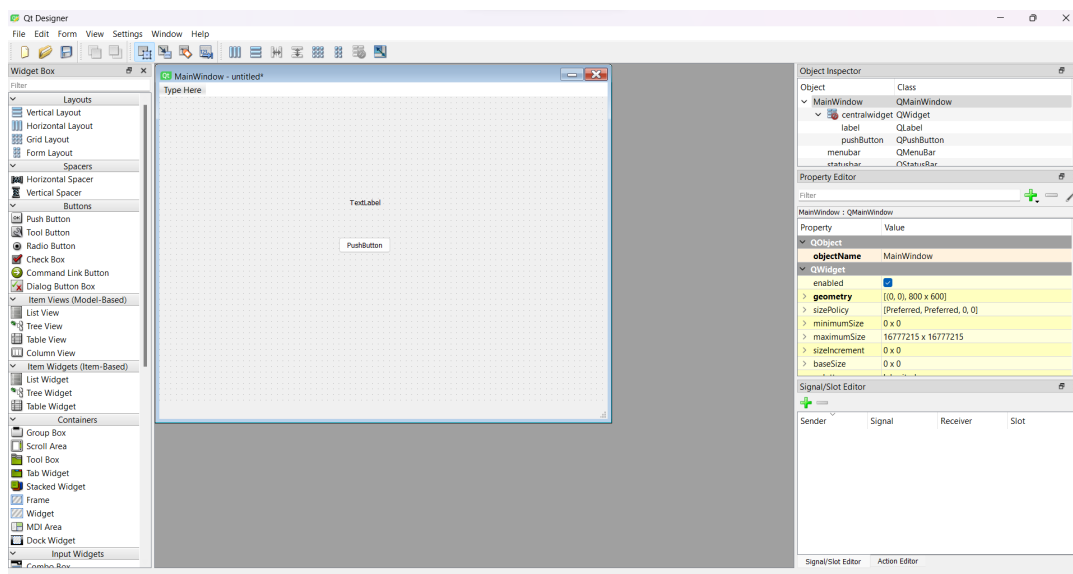 Qt Designer
File Edit Form View Settings Window Help
Widget Box
Filter
Layouts
Vertical Layout
Horizontal Layout
Grid Layout
Form Layout
Spacers
Horizontal Spacer
Vertical Spacer
Buttons
Push Button
Tool Button
Radio Button
Check Box
Command Link Button
Dialog Button Box
Item Views (Model-Based)
List View
Tree View
Table View
Column View
Item Widgets (Item-Based)
List Widget
Tree Widget
Table Widget
Containers
Group Box
Scroll Area
Tool Box
Tab Widget
Stacked Widget
Frame
Widget
MDI Area
Dock Widget
Input Widgets
Combo Box
MainWindow - untitled*
Type Here
TextLabel
PushButton
Object Inspector
Object Class
MainWindow QMainWindow
centralwidget QWidget
label QLabel
pushButton QPushButton
menubar QMenuBar
statusbar QStatusBar
Property Editor
Filter
MainWindow : QMainWindow
Property Value
QObject
objectName MainWindow
QWidget
enabled
geometry [(0, 0), 800 x 600]
sizePolicy [Preferred, Preferred, 0, 0]
minimumSize 0 x 0
maximumSize 16777215 x 16777215
sizeIncrement 0 x 0
baseSize 0 x 0
Signal/Slot Editor
Sender Signal Receiver Slot
Signal/Slot Editor Action Editor